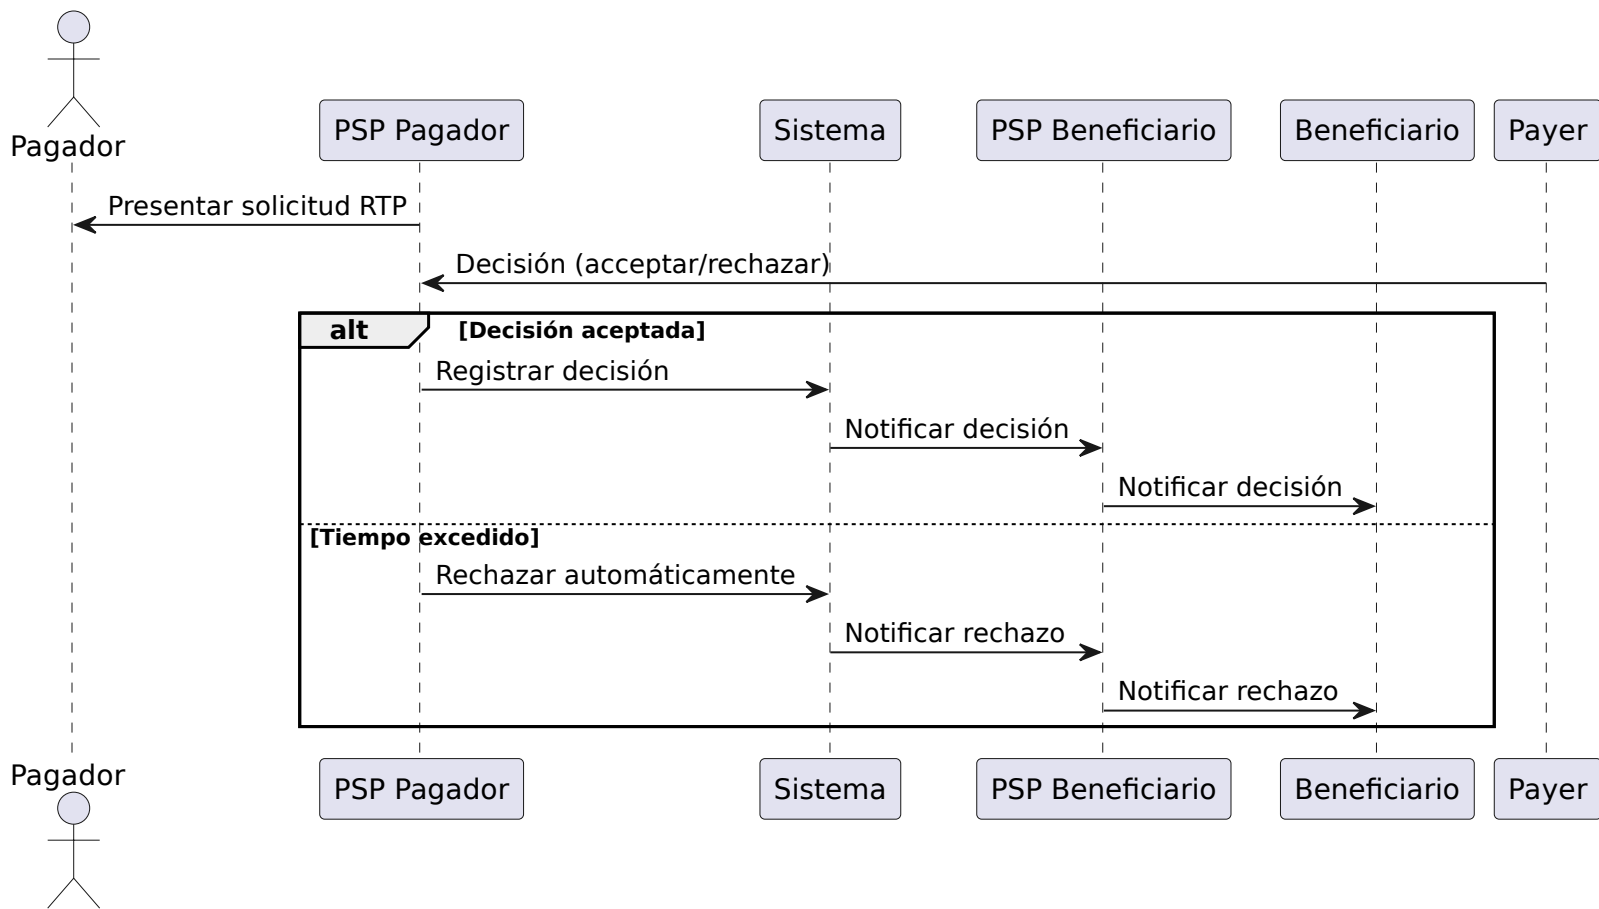 Pagador
PSP Pagador
Sistema
PSP Beneficiario
Beneficiario
Payer
Presentar solicitud RTP
Decisión (acceptar/rechazar)
alt
[Decisión aceptada]
Registrar decisión
Notificar decisión
Notificar decisión
[Tiempo excedido]
Rechazar automáticamente
Notificar rechazo
Notificar rechazo
Pagador
PSP Pagador
Sistema
PSP Beneficiario
Beneficiario
Payer